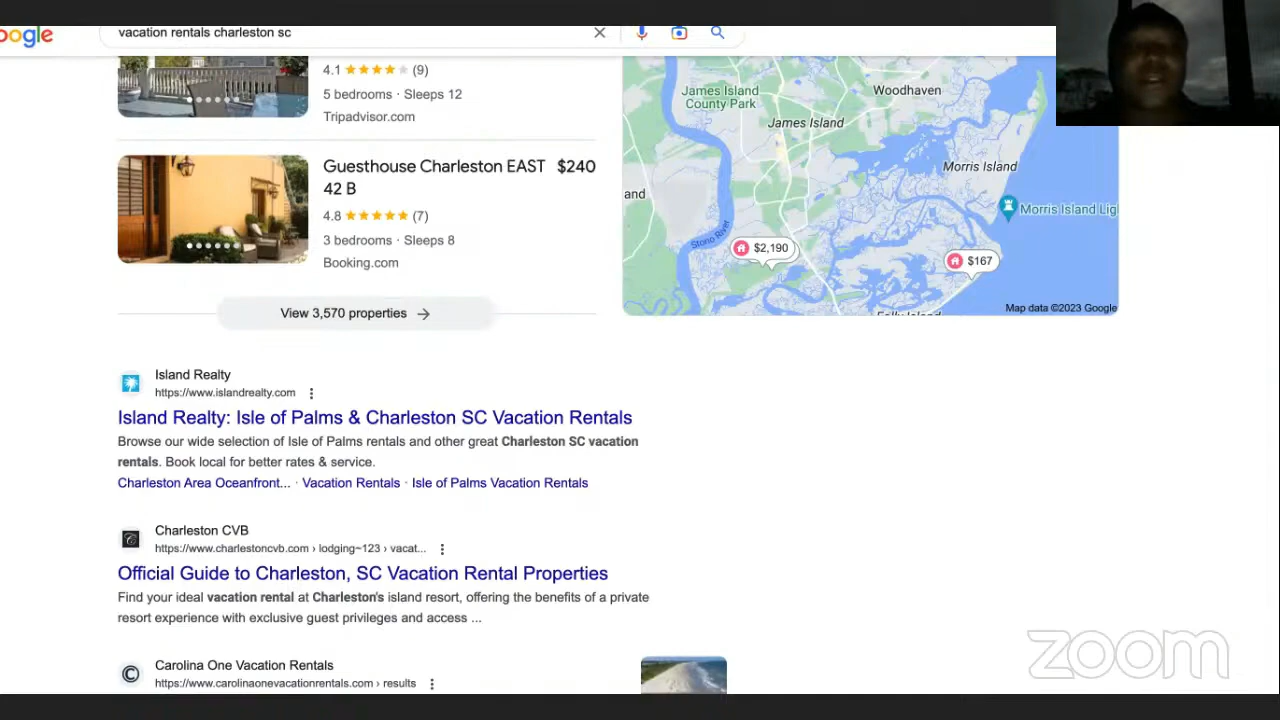 oogle
vacation rentals charleston sc
4.1 (9)
5 bedrooms · Sleeps 12
Tripadvisor.com
Guesthouse Charleston EAST $240
42 B
4.8 (7)
3 bedrooms · Sleeps 8
Booking.com
View 3,570 properties
James Island
County Park
Woodhaven
James Island
Morris Island
and
Morris Island Lig
Stono River
$2,190
$167
Folly Island
Map data ©2023 Google
Island Realty
https://www.islandrealty.com
Island Realty: Isle of Palms & Charleston SC Vacation Rentals
Browse our wide selection of Isle of Palms rentals and other great Charleston SC vacation
rentals. Book local for better rates & service.
Charleston Area Oceanfront... · Vacation Rentals · Isle of Palms Vacation Rentals
Charleston CVB
https://www.charlestoncvb.com › lodging~123 › vacat...
Official Guide to Charleston, SC Vacation Rental Properties
Find your ideal vacation rental at Charleston's island resort, offering the benefits of a private
resort experience with exclusive guest privileges and access ...
Carolina One Vacation Rentals
https://www.carolinaonevacationrentals.com › results
zoom